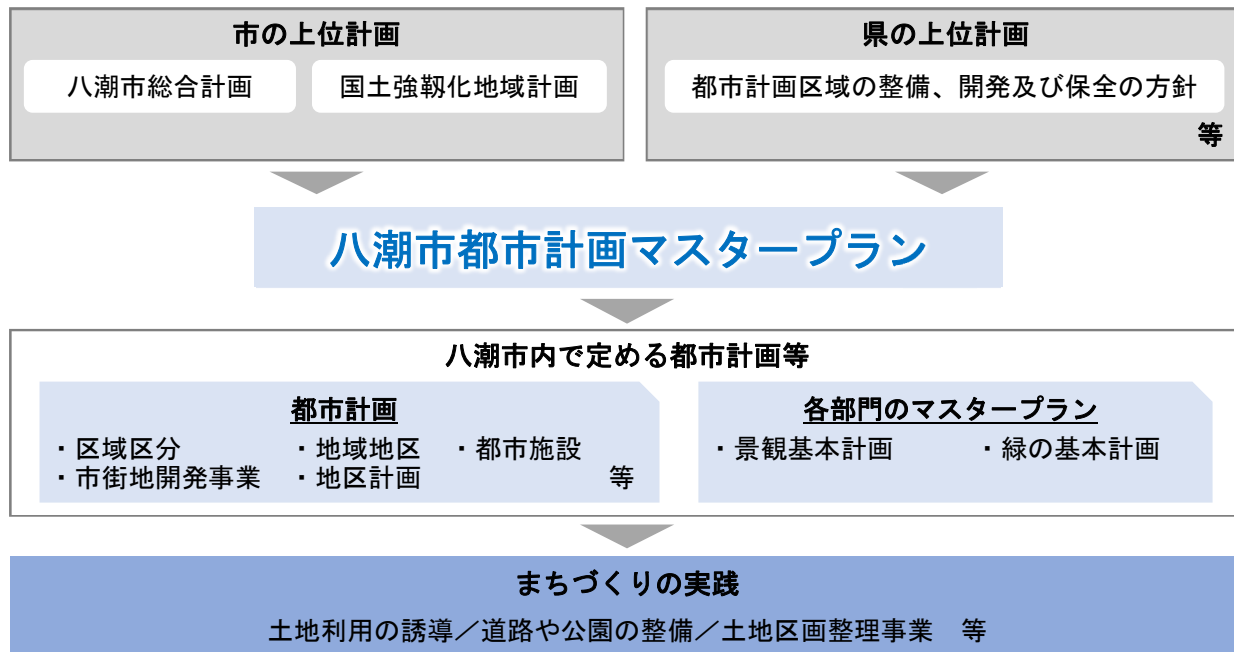 市の上位計画
八潮市総合計画
国土強靱化地域計画
県の上位計画
都市計画区域の整備、開発及び保全の方針
等
八潮市都市計画マスタープラン
八潮市内で定める都市計画等
都市計画
・区域区分 ・地域地区 ・都市施設
・市街地開発事業 ・地区計画 等
各部門のマスタープラン
・景観基本計画 ・緑の基本計画
まちづくりの実践
土地利用の誘導／道路や公園の整備／土地区画整理事業 等